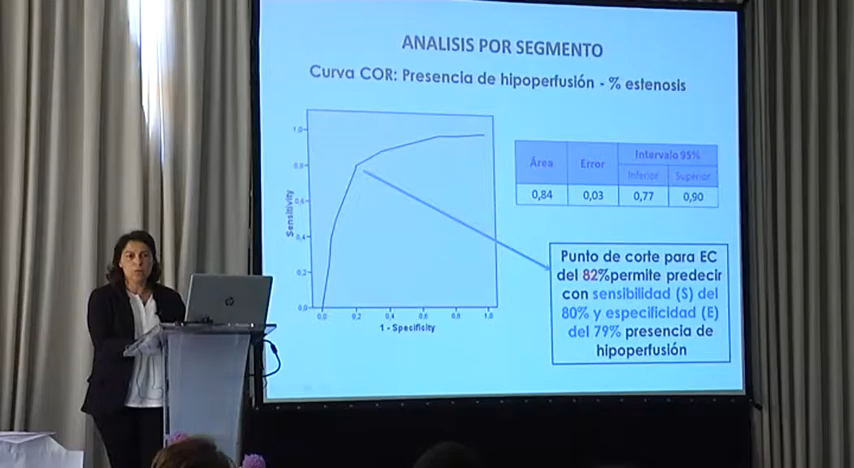 ANALISIS POR SEGMENTO
Curva COR: Presencia de hipoperfusión - % estenosis
Área Error Intervalo 95%
Inferior Superior
0,84 0,03 0,77 0,90
Sensitivity
1,0
0,8
0,6
0,4
0,2
0,0
0,0 0,2 0,4 0,6 0,8 1,0
1 - Specificity
Punto de corte para EC
del 82%permite predecir
con sensibilidad (S) del
80% y especificidad (E)
del 79% presencia de
hipoperfusión
hp